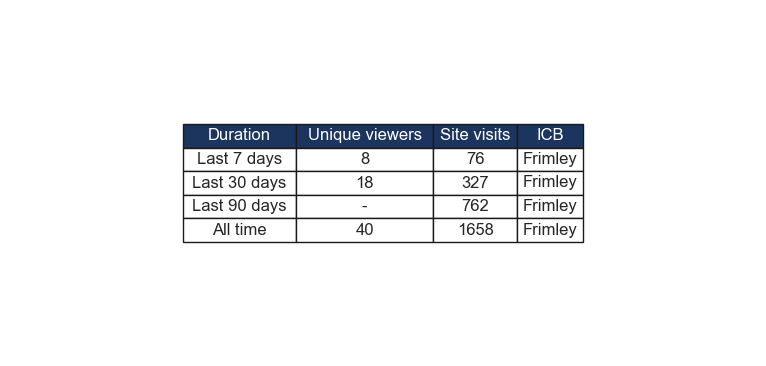 Duration Unique viewers Site visits ICB
Last 7 days 8 76 Frimley
Last 30 days 18 327 Frimley
Last 90 days - 762 Frimley
All time 40 1658 Frimley